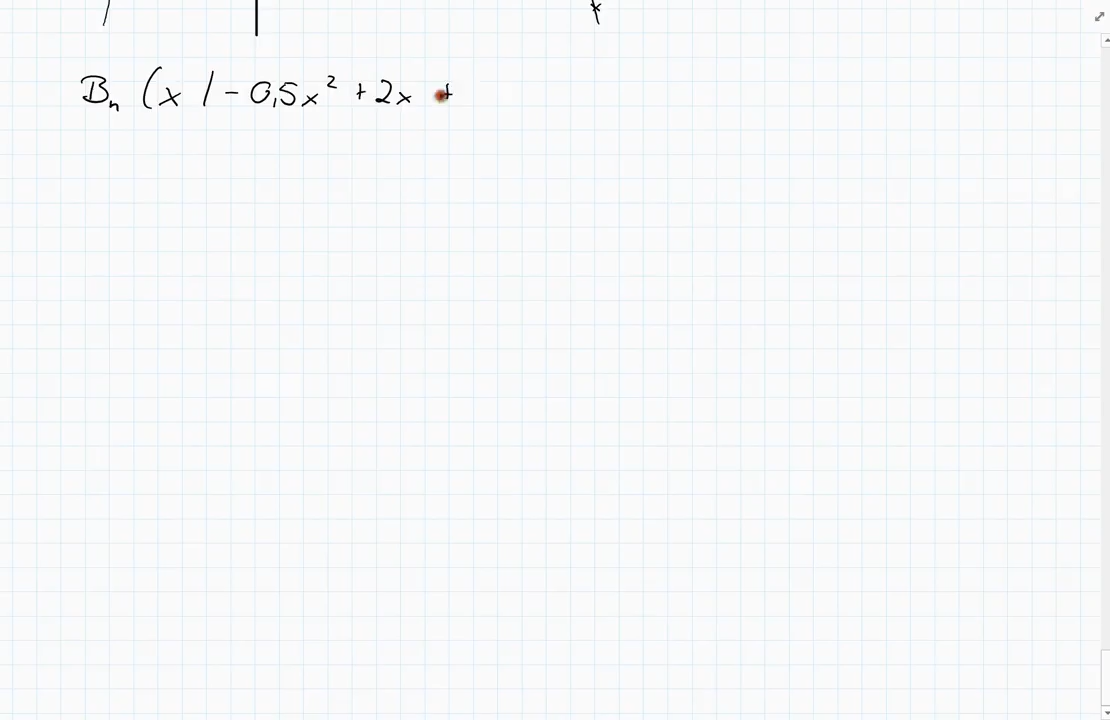 Bₙ (x / - 0,5x² + 2x +